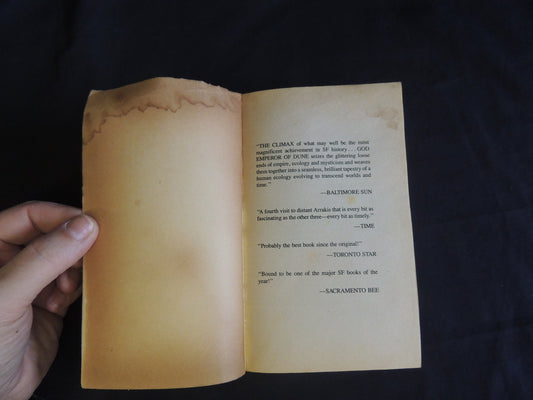 "THE CLIMAX of what may well be the most
magnificent achievement in SF history . . . GOD
EMPEROR OF DUNE seizes the glittering loose
ends of empire, ecology and mysticism and weaves
them together into a seamless, brilliant tapestry of a
human ecology evolving to transcend worlds and
time."
—BALTIMORE SUN
"A fourth visit to distant Arrakis that is every bit as
fascinating as the other three—every bit as timely."
—TIME
"Probably the best book since the original!"
—TORONTO STAR
"Bound to be one of the major SF books of the
year!"
—SACRAMENTO BEE